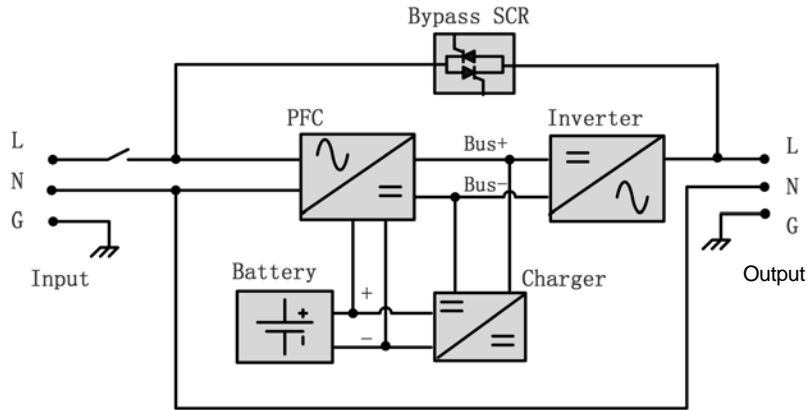 Bypass SCR
PFC
Inverter
L
Bus+
L
N
Bus-
N
G
G
Input
Battery
+
Charger
Output
+
-
-